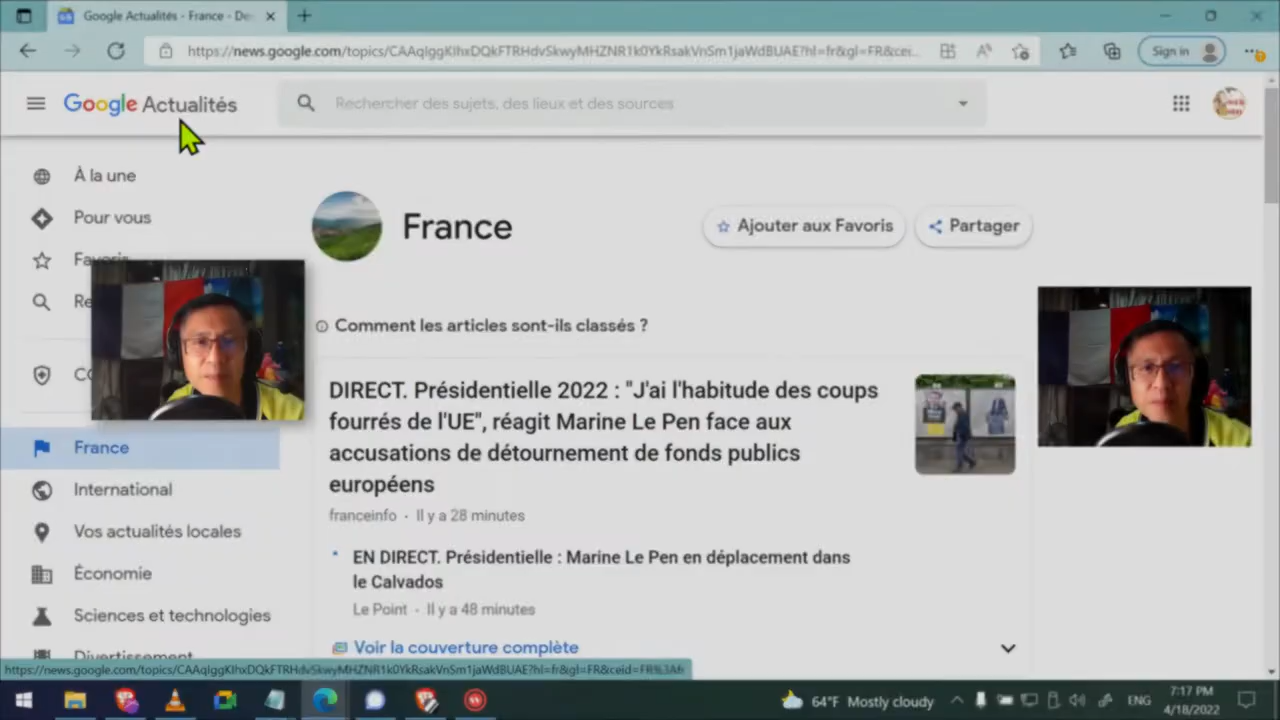 Google Actualités - France - De
https://news.google.com/topics/CAAqIggKIhxDQkFTRHdvSkwyMHZNR1k0YkRsakVnSm1jaWdBUAE?hl=fr&gl=FR&cei...
Sign in
Google Actualités
Rechercher des sujets, des lieux et des sources
À la une
Pour vous
Favoris
Re
CO
France
International
Vos actualités locales
Économie
Sciences et technologies
Divertissement
France
Ajouter aux Favoris
Partager
Comment les articles sont-ils classés ?
DIRECT. Présidentielle 2022 : "J'ai l'habitude des coups
fourrés de l'UE", réagit Marine Le Pen face aux
accusations de détournement de fonds publics
européens
franceinfo · Il y a 28 minutes
EN DIRECT. Présidentielle : Marine Le Pen en déplacement dans
le Calvados
Le Point · Il y a 48 minutes
Voir la couverture complète
https://news.google.com/topics/CAAqIggKIhxDQkFTRHdvSkwyMHZNR1k0YkRsakVnSm1jaWdBUAE?hl=fr&gl=FR&ceid=FR%3Afr
64°F Mostly cloudy
ENG
7:17 PM
4/18/2022